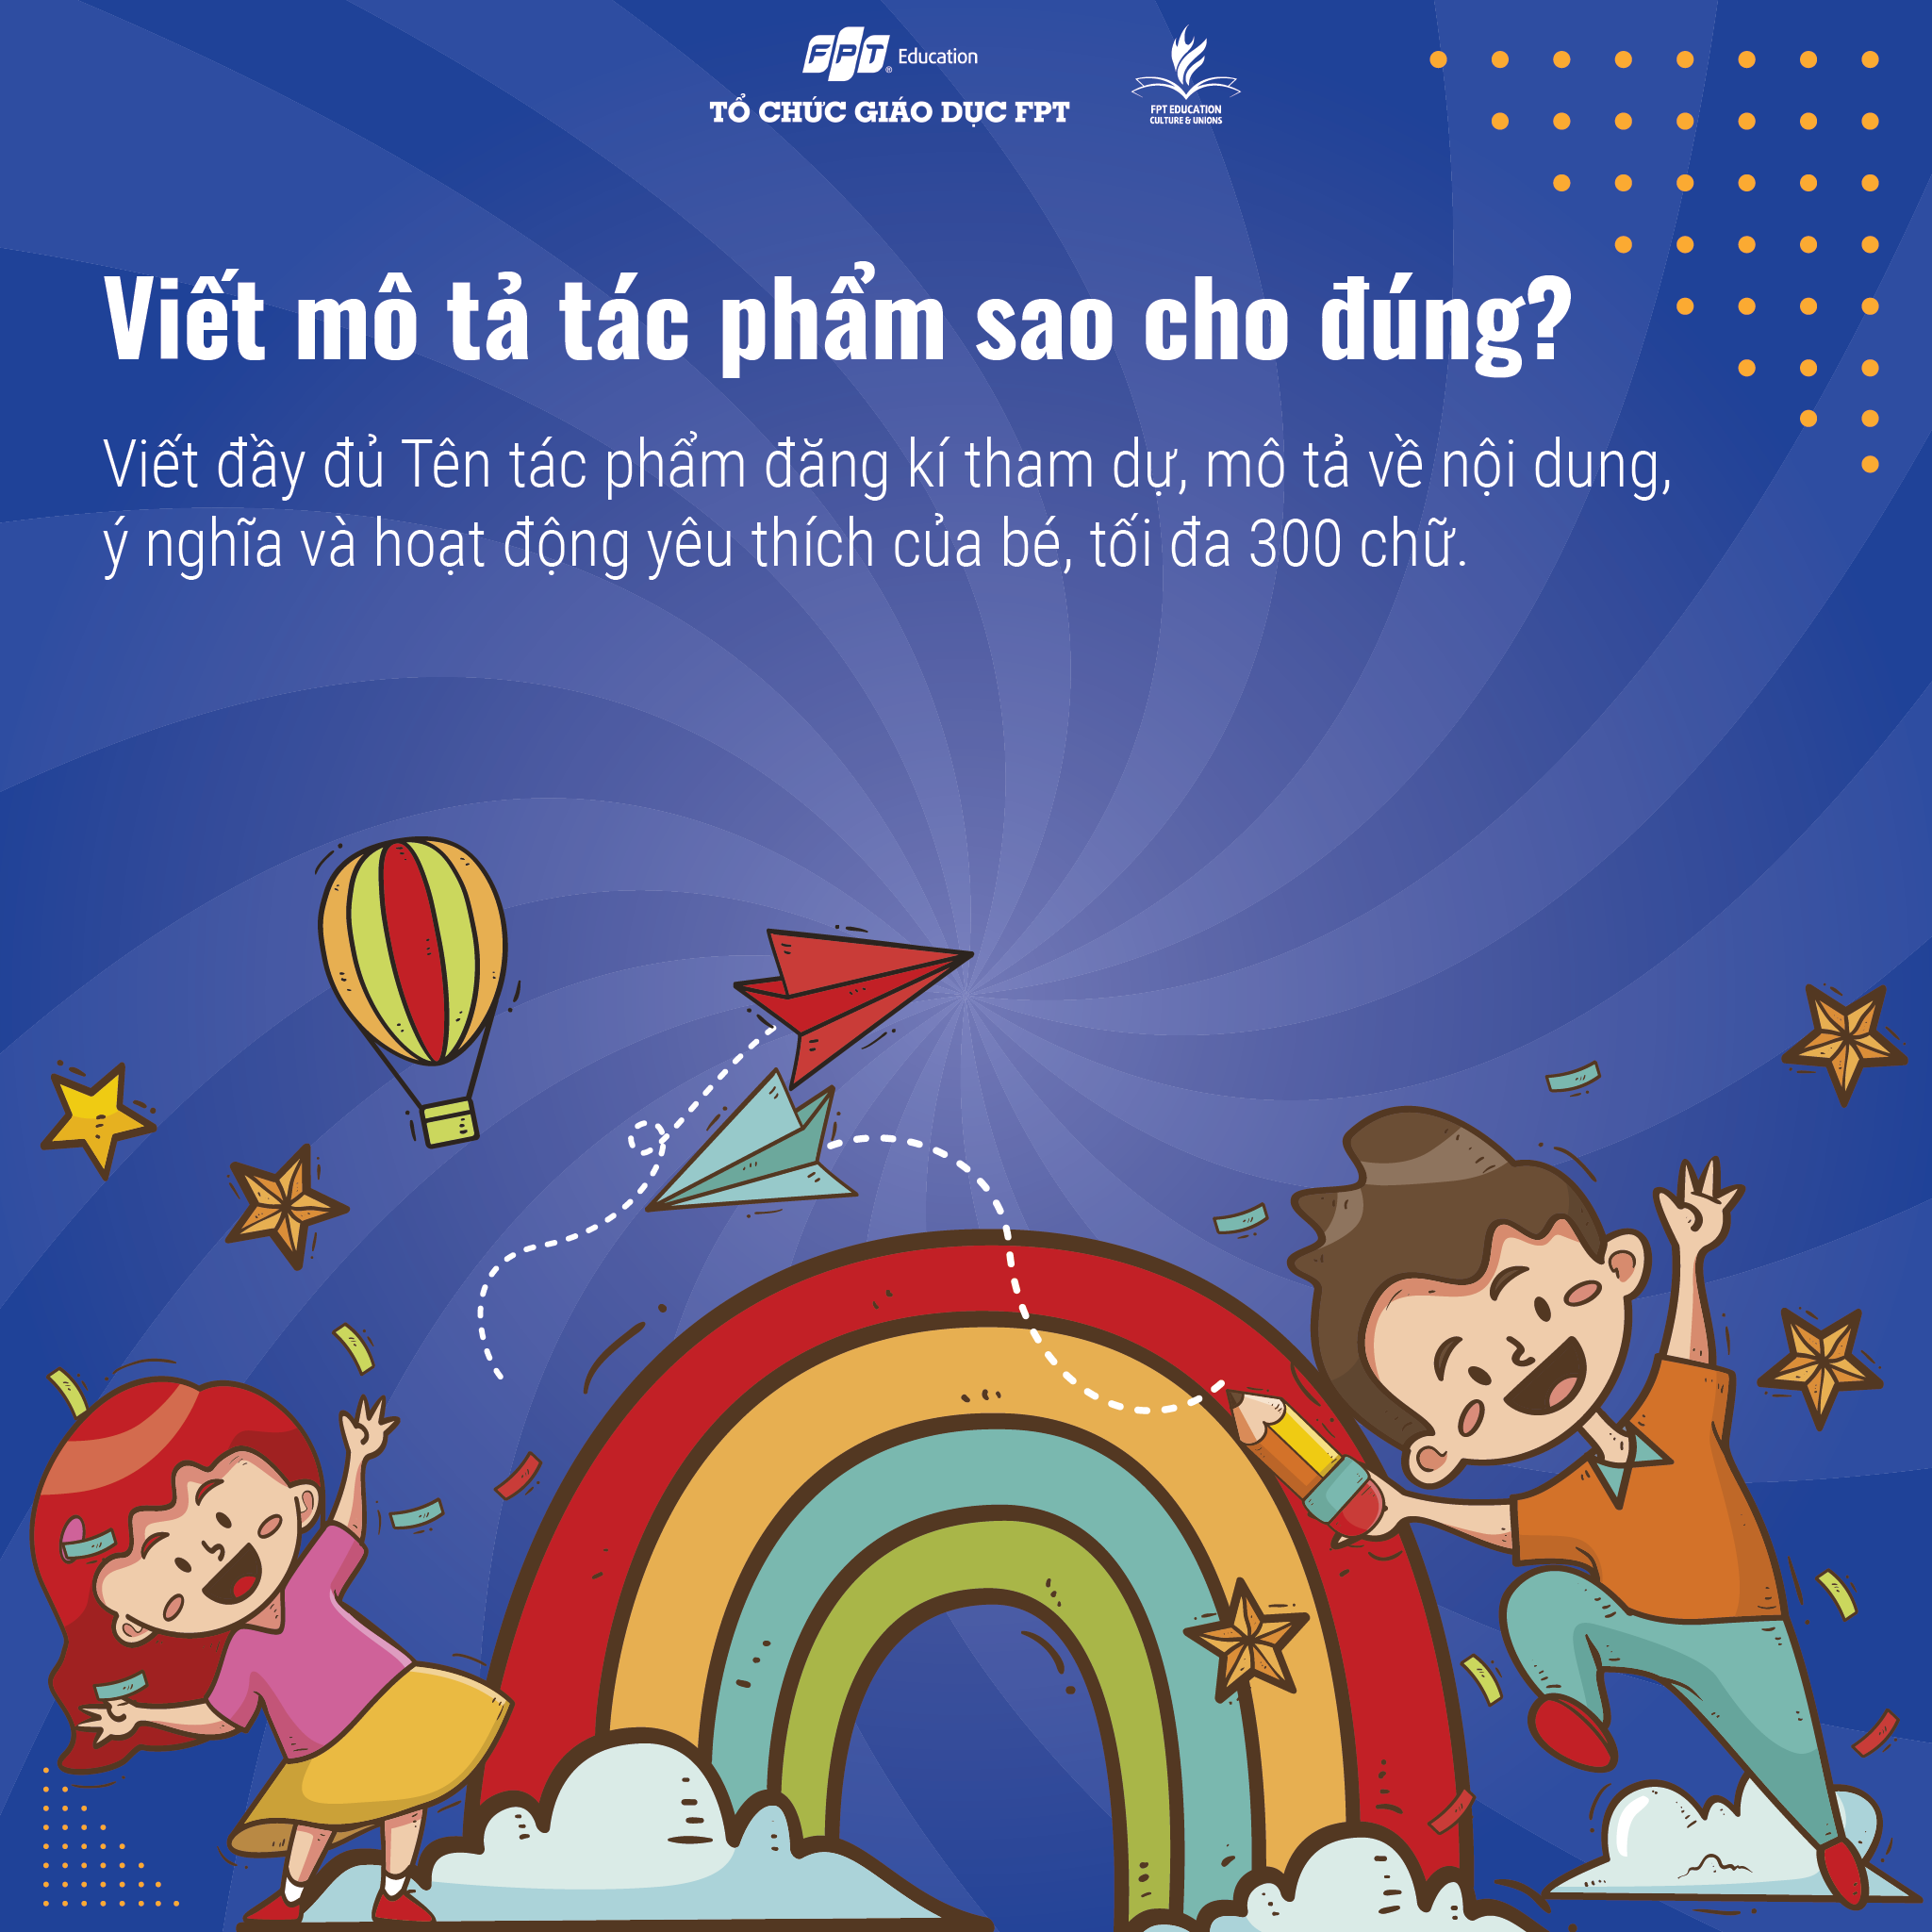 FPT® Education
TỔ CHỨC GIÁO DỤC FPT
FPT EDUCATION
CULTURE & UNIONS
Viết mô tả tác phẩm sao cho đúng?
Viết đầy đủ Tên tác phẩm đăng kí tham dự, mô tả về nội dung,
ý nghĩa và hoạt động yêu thích của bé, tối đa 300 chữ.